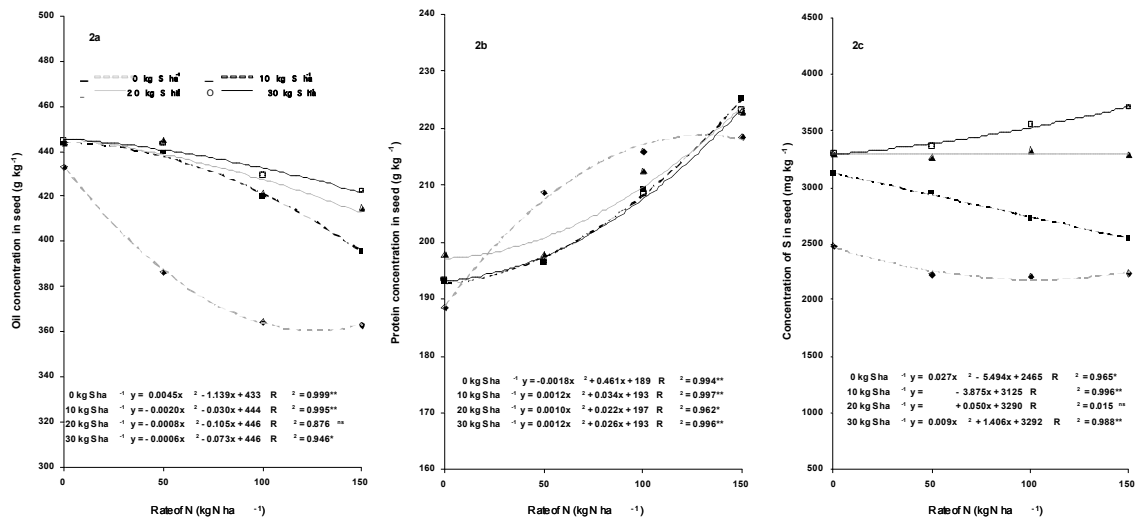 2a
500
480
460
440
420
400
380
360
340
320
300
Oil concentration in seed (g kg-1)
0 kg S ha-1
10 kg S ha-1
20 kg S ha-1
30 kg S ha-1
0 kg S ha -1 y = 0.0045x 2 - 1.139x + 433 R 2 = 0.999**
10 kg S ha -1 y = - 0.0020x 2 - 0.030x + 444 R 2 = 0.995**
20 kg S ha -1 y = - 0.0008x 2 - 0.105x + 446 R 2 = 0.876 ns
30 kg S ha -1 y = - 0.0006x 2 - 0.073x + 446 R 2 = 0.946*
0 50 100 150
Rate of N (kg N ha -1)
2b
230
220
210
200
190
180
170
160
Protein concentration in seed (g kg-1)
0 kg S ha -1 y = -0.0018x 2 + 0.461x + 189 R 2 = 0.994**
10 kg S ha -1 y = 0.0012x 2 + 0.034x + 193 R 2 = 0.997**
20 kg S ha -1 y = 0.0010x 2 + 0.022x + 197 R 2 = 0.962*
30 kg S ha -1 y = 0.0012x 2 + 0.026x + 193 R 2 = 0.996**
0 50 100 150
Rate of N (kg N ha -1)
2c
4500
4000
3500
3000
2500
2000
1500
1000
500
Concentration of S in seed (mg kg-1)
0 kg S ha -1 y = 0.027x 2 - 5.494x + 2465 R 2 = 0.965*
10 kg S ha -1 y = - 3.875x + 3125 R 2 = 0.996**
20 kg S ha -1 y = + 0.050x + 3290 R 2 = 0.015 ns
30 kg S ha -1 y = 0.009x 2 + 1.406x + 3292 R 2 = 0.988**
0 50 100 150
Rate of N (kg N ha -1)